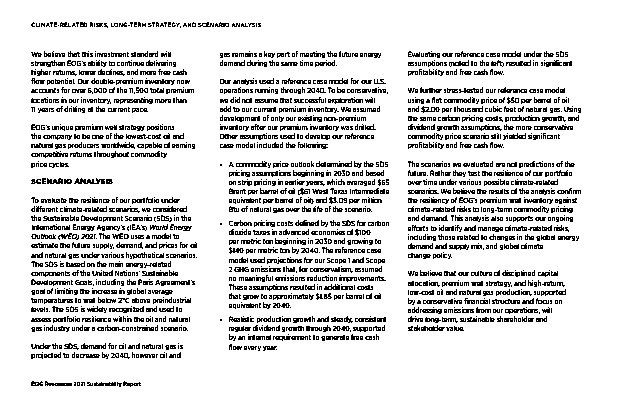 CLIMATE-RELATED RISKS, LONG-TERM STRATEGY, AND SCENARIO ANALYSIS
We believe that this investment standard will
strengthen EOG's ability to continue delivering
higher returns, lower declines, and more free cash
flow potential. Our double-premium inventory now
accounts for over 6,000 of the 11,500 total premium
locations in our inventory, representing more than
11 years of drilling at the current pace.
EOG's unique premium well strategy positions
the company to be one of the lowest-cost oil and
natural gas producers worldwide, capable of earning
competitive returns throughout commodity
price cycles.
SCENARIO ANALYSIS
To evaluate the resilience of our portfolio under
different climate-related scenarios, we considered
the Sustainable Development Scenario (SDS) in the
International Energy Agency's (IEA's) World Energy
Outlook (WEO) 2021. The WEO uses a model to
estimate the future supply, demand, and prices for oil
and natural gas under various hypothetical scenarios.
The SDS is based on the main energy-related
components of the United Nations' Sustainable
Development Goals, including the Paris Agreement's
goal of limiting the increase in global average
temperatures to well below 2°C above preindustrial
levels. The SDS is widely recognized and used to
assess portfolio resilience within the oil and natural
gas industry under a carbon-constrained scenario.
Under the SDS, demand for oil and natural gas is
projected to decrease by 2040, however oil and
gas remains a key part of meeting the future energy
demand during the same time period.
Our analysis used a reference case model for our U.S.
operations running through 2040. To be conservative,
we did not assume that successful exploration will
add to our current premium inventory. We assumed
development of only our existing non-premium
inventory after our premium inventory was drilled.
Other assumptions used to develop our reference
case model included the following:
• A commodity price outlook determined by the SDS
pricing assumptions beginning in 2030 and based
on strip pricing in earlier years, which averaged $65
Brent per barrel of oil ($61 West Texas Intermediate
equivalent per barrel of oil) and $3.09 per million
Btu of natural gas over the life of the scenario.
• Carbon pricing costs defined by the SDS for carbon
dioxide taxes in advanced economies of $100
per metric ton beginning in 2030 and growing to
$140 per metric ton by 2040. The reference case
model used projections for our Scope 1 and Scope
2 GHG emissions that, for conservatism, assumed
no meaningful emissions reduction improvements.
These assumptions resulted in additional costs
that grow to approximately $1.85 per barrel of oil
equivalent by 2040.
• Realistic production growth and steady, consistent
regular dividend growth through 2040, supported
by an internal requirement to generate free cash
flow every year.
Evaluating our reference case model under the SDS
assumptions (noted to the left) resulted in significant
profitability and free cash flow.
We further stress-tested our reference case model
using a flat commodity price of $50 per barrel of oil
and $2.00 per thousand cubic feet of natural gas. Using
the same carbon pricing costs, production growth, and
dividend growth assumptions, the more conservative
commodity price scenario still yielded significant
profitability and free cash flow.
The scenarios we evaluated are not predictions of the
future. Rather they test the resilience of our portfolio
over time under various possible climate-related
scenarios. We believe the results of the analysis confirm
the resiliency of EOG's premium well inventory against
climate-related risks to long-term commodity pricing
and demand. This analysis also supports our ongoing
efforts to identify and manage climate-related risks,
including those related to changes in the global energy
demand and supply mix, and global climate
change policy.
We believe that our culture of disciplined capital
allocation, premium well strategy, and high-return,
low-cost oil and natural gas production, supported
by a conservative financial structure and focus on
addressing emissions from our operations, will
drive long-term, sustainable shareholder and
stakeholder value.
EOG Resources 2021 Sustainability Report